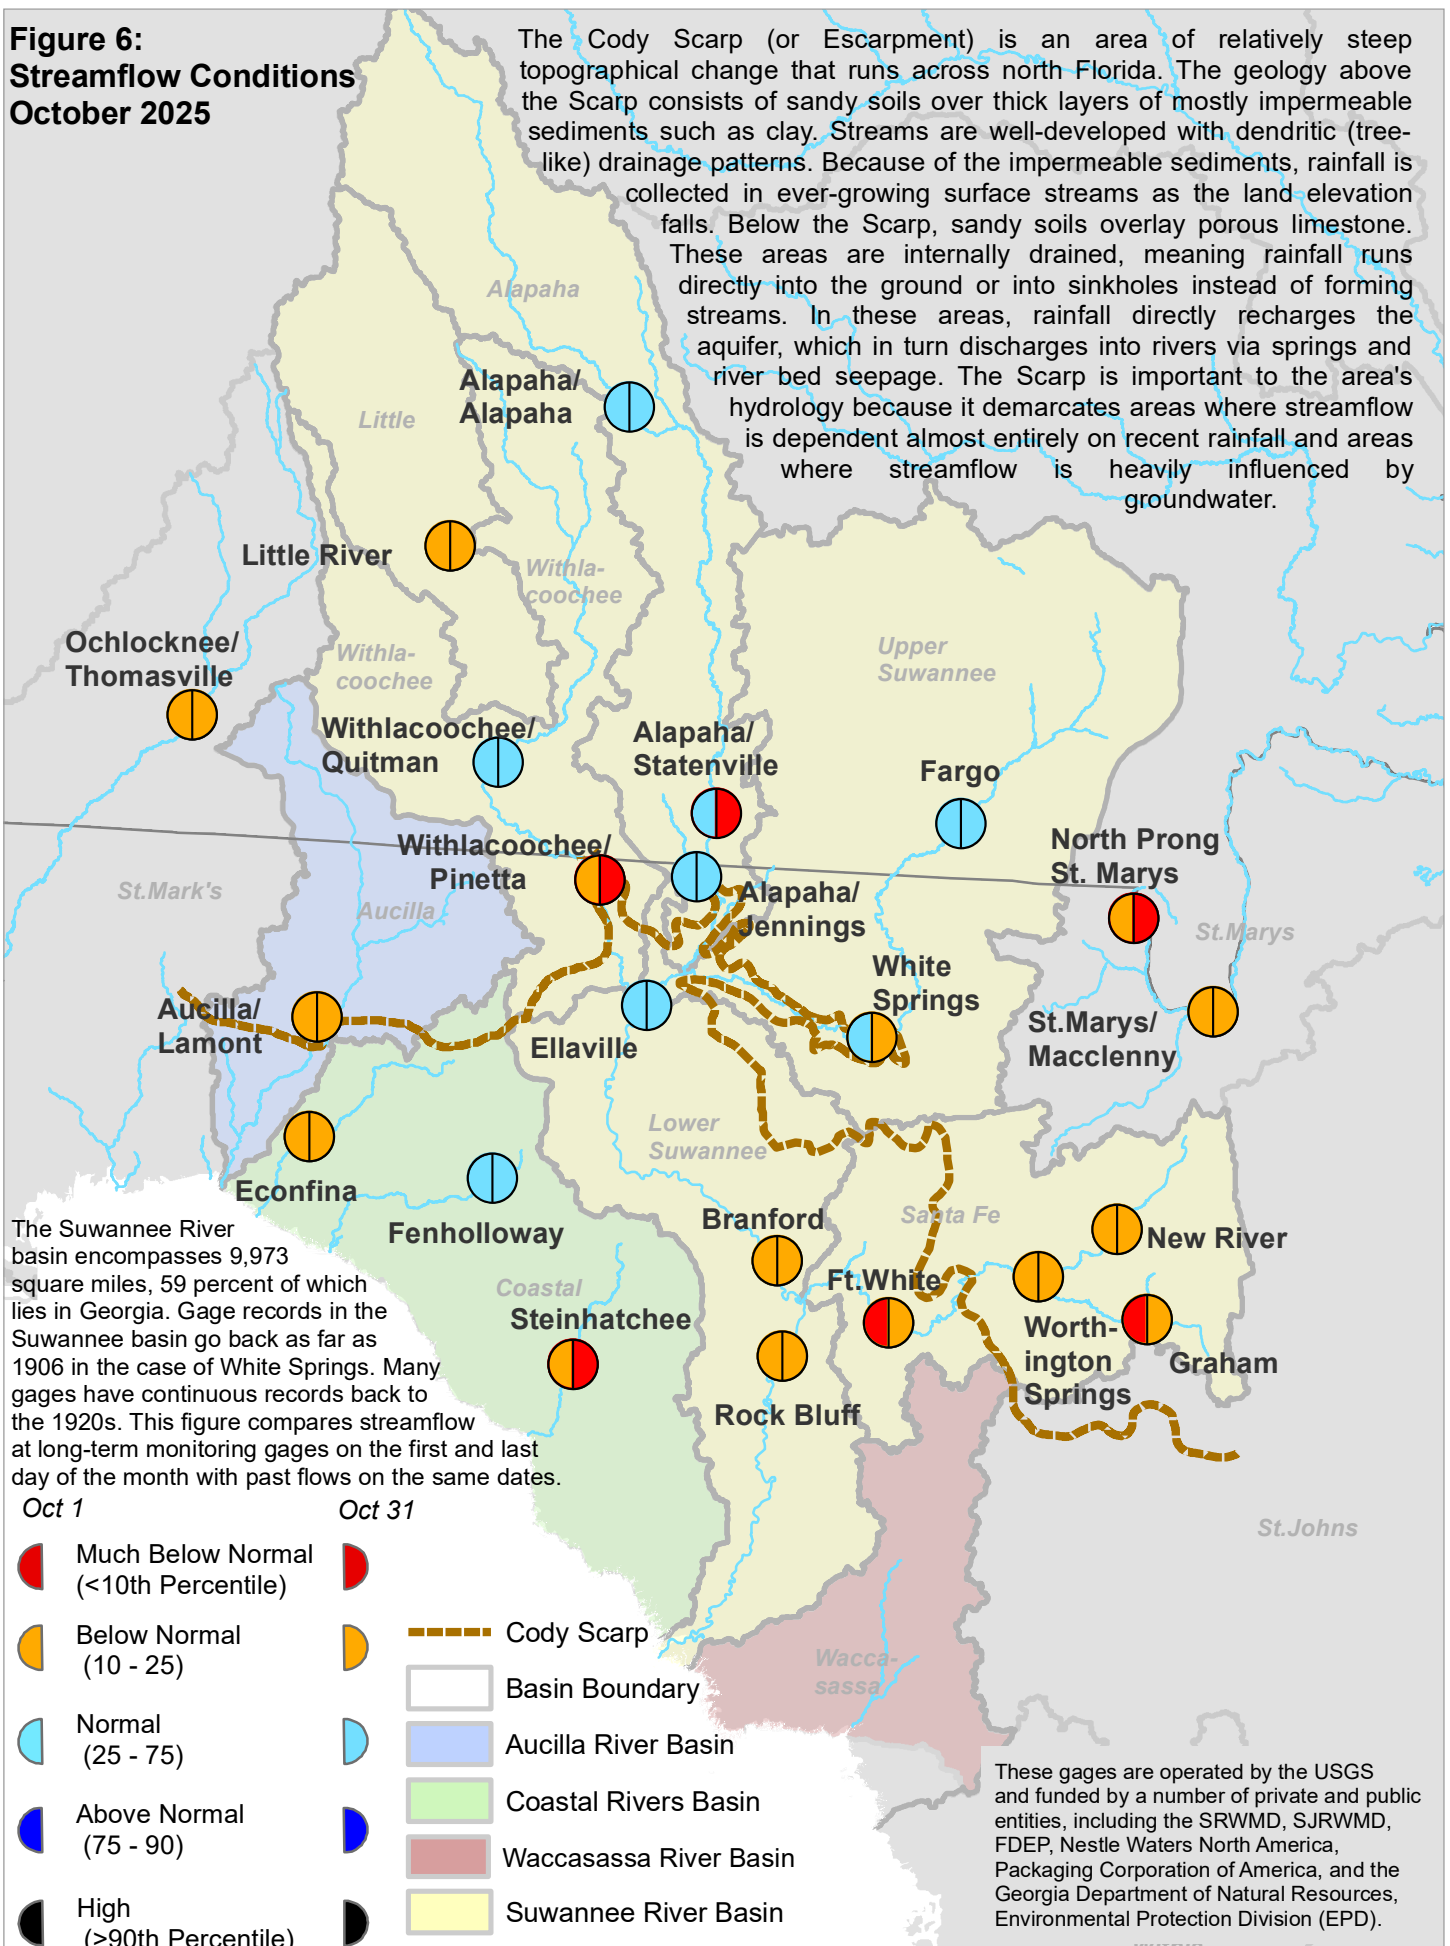 Figure 6:
Streamflow Conditions
October 2025
The Cody Scarp (or Escarpment) is an area of relatively steep
topographical change that runs across north Florida. The geology above
the Scarp consists of sandy soils over thick layers of mostly impermeable
sediments such as clay. Streams are well-developed with dendritic (tree-
like) drainage patterns. Because of the impermeable sediments, rainfall is
collected in ever-growing surface streams as the land elevation
falls. Below the Scarp, sandy soils overlay porous limestone.
These areas are internally drained, meaning rainfall runs
directly into the ground or into sinkholes instead of forming
streams. In these areas, rainfall directly recharges the
aquifer, which in turn discharges into rivers via springs and
river bed seepage. The Scarp is important to the area's
hydrology because it demarcates areas where streamflow
is dependent almost entirely on recent rainfall and areas
where streamflow is heavily influenced by
groundwater.
Alapaha
Alapaha/
Alapaha
Little
Little River
Withla-
coochee
Ochlocknee/
Thomasville
Withla-
coochee
Upper
Suwannee
Withlacoochee/
Quitman
Alapaha/
Statenville
Fargo
Withlacoochee/
Pinetta
North Prong
St. Marys
St.Mark's
Aucilla
Alapaha/
Jennings
St.Marys
White
Springs
Aucilla/
Lamont
Ellaville
St.Marys/
Macclenny
Lower
Suwannee
Econfina
Fenholloway
Branford
Santa Fe
New River
Ft.White
Coastal
Steinhatchee
Worth-
ington
Springs
Graham
Rock Bluff
The Suwannee River
basin encompasses 9,973
square miles, 59 percent of which
lies in Georgia. Gage records in the
Suwannee basin go back as far as
1906 in the case of White Springs. Many
gages have continuous records back to
the 1920s. This figure compares streamflow
at long-term monitoring gages on the first and last
day of the month with past flows on the same dates.
St.Johns
Wacca-
sassa
Oct 1
Oct 31
Much Below Normal
(<10th Percentile)
Below Normal
(10 - 25)
Normal
(25 - 75)
Above Normal
(75 - 90)
High
(>90th Percentile)
Cody Scarp
Basin Boundary
Aucilla River Basin
Coastal Rivers Basin
Waccasassa River Basin
Suwannee River Basin
These gages are operated by the USGS
and funded by a number of private and public
entities, including the SRWMD, SJRWMD,
FDEP, Nestle Waters North America,
Packaging Corporation of America, and the
Georgia Department of Natural Resources,
Environmental Protection Division (EPD).